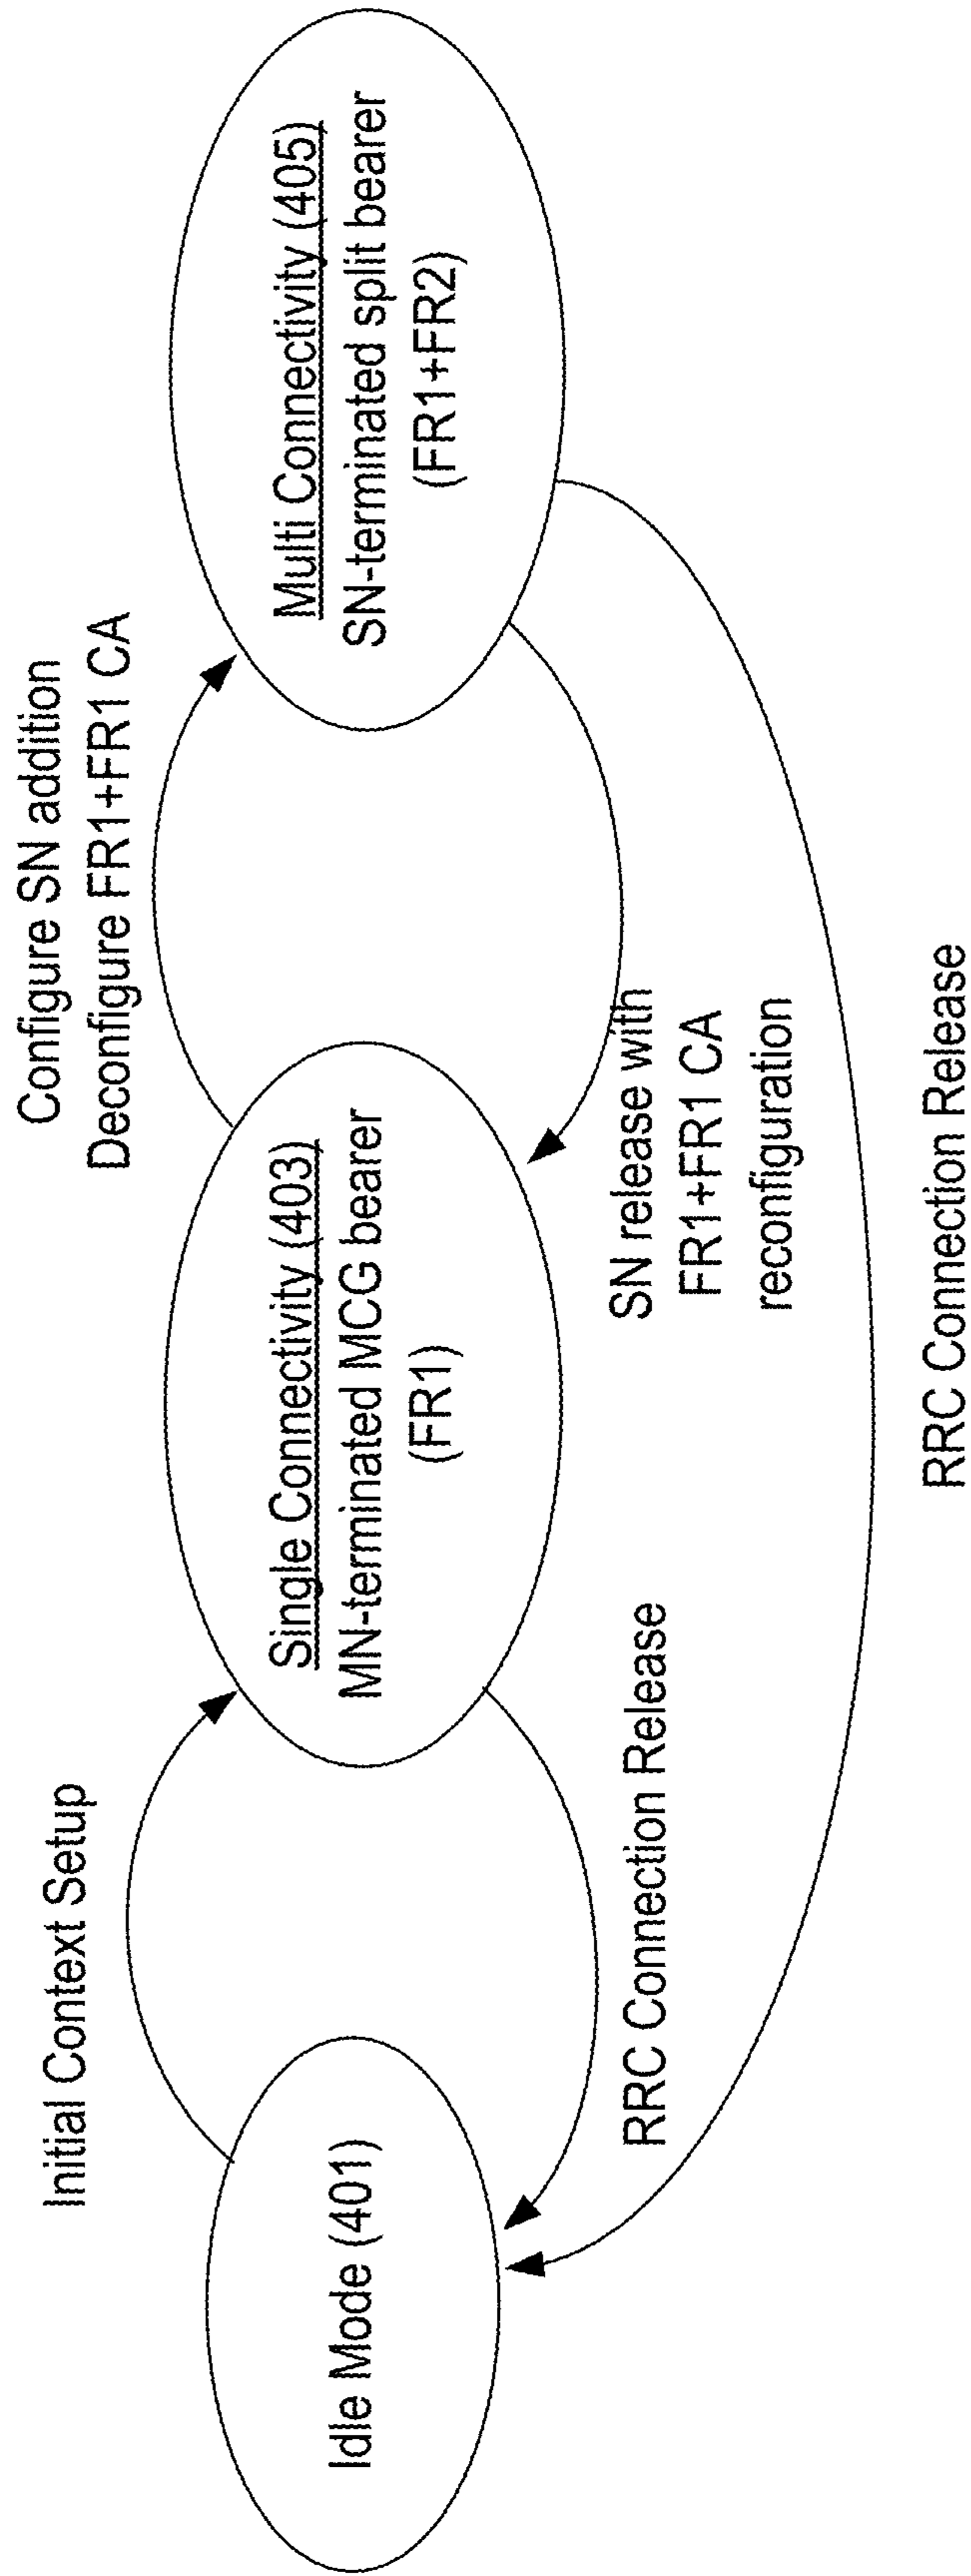 Initial Context Setup
Configure SN addition
Deconfigure FR1+FR1 CA
Idle Mode (401)
Single Connectivity (403)
MN-terminated MCG bearer
(FR1)
Multi Connectivity (405)
SN-terminated split bearer
(FR1+FR2)
RRC Connection Release
SN release with
FR1+FR1 CA
reconfiguration
RRC Connection Release